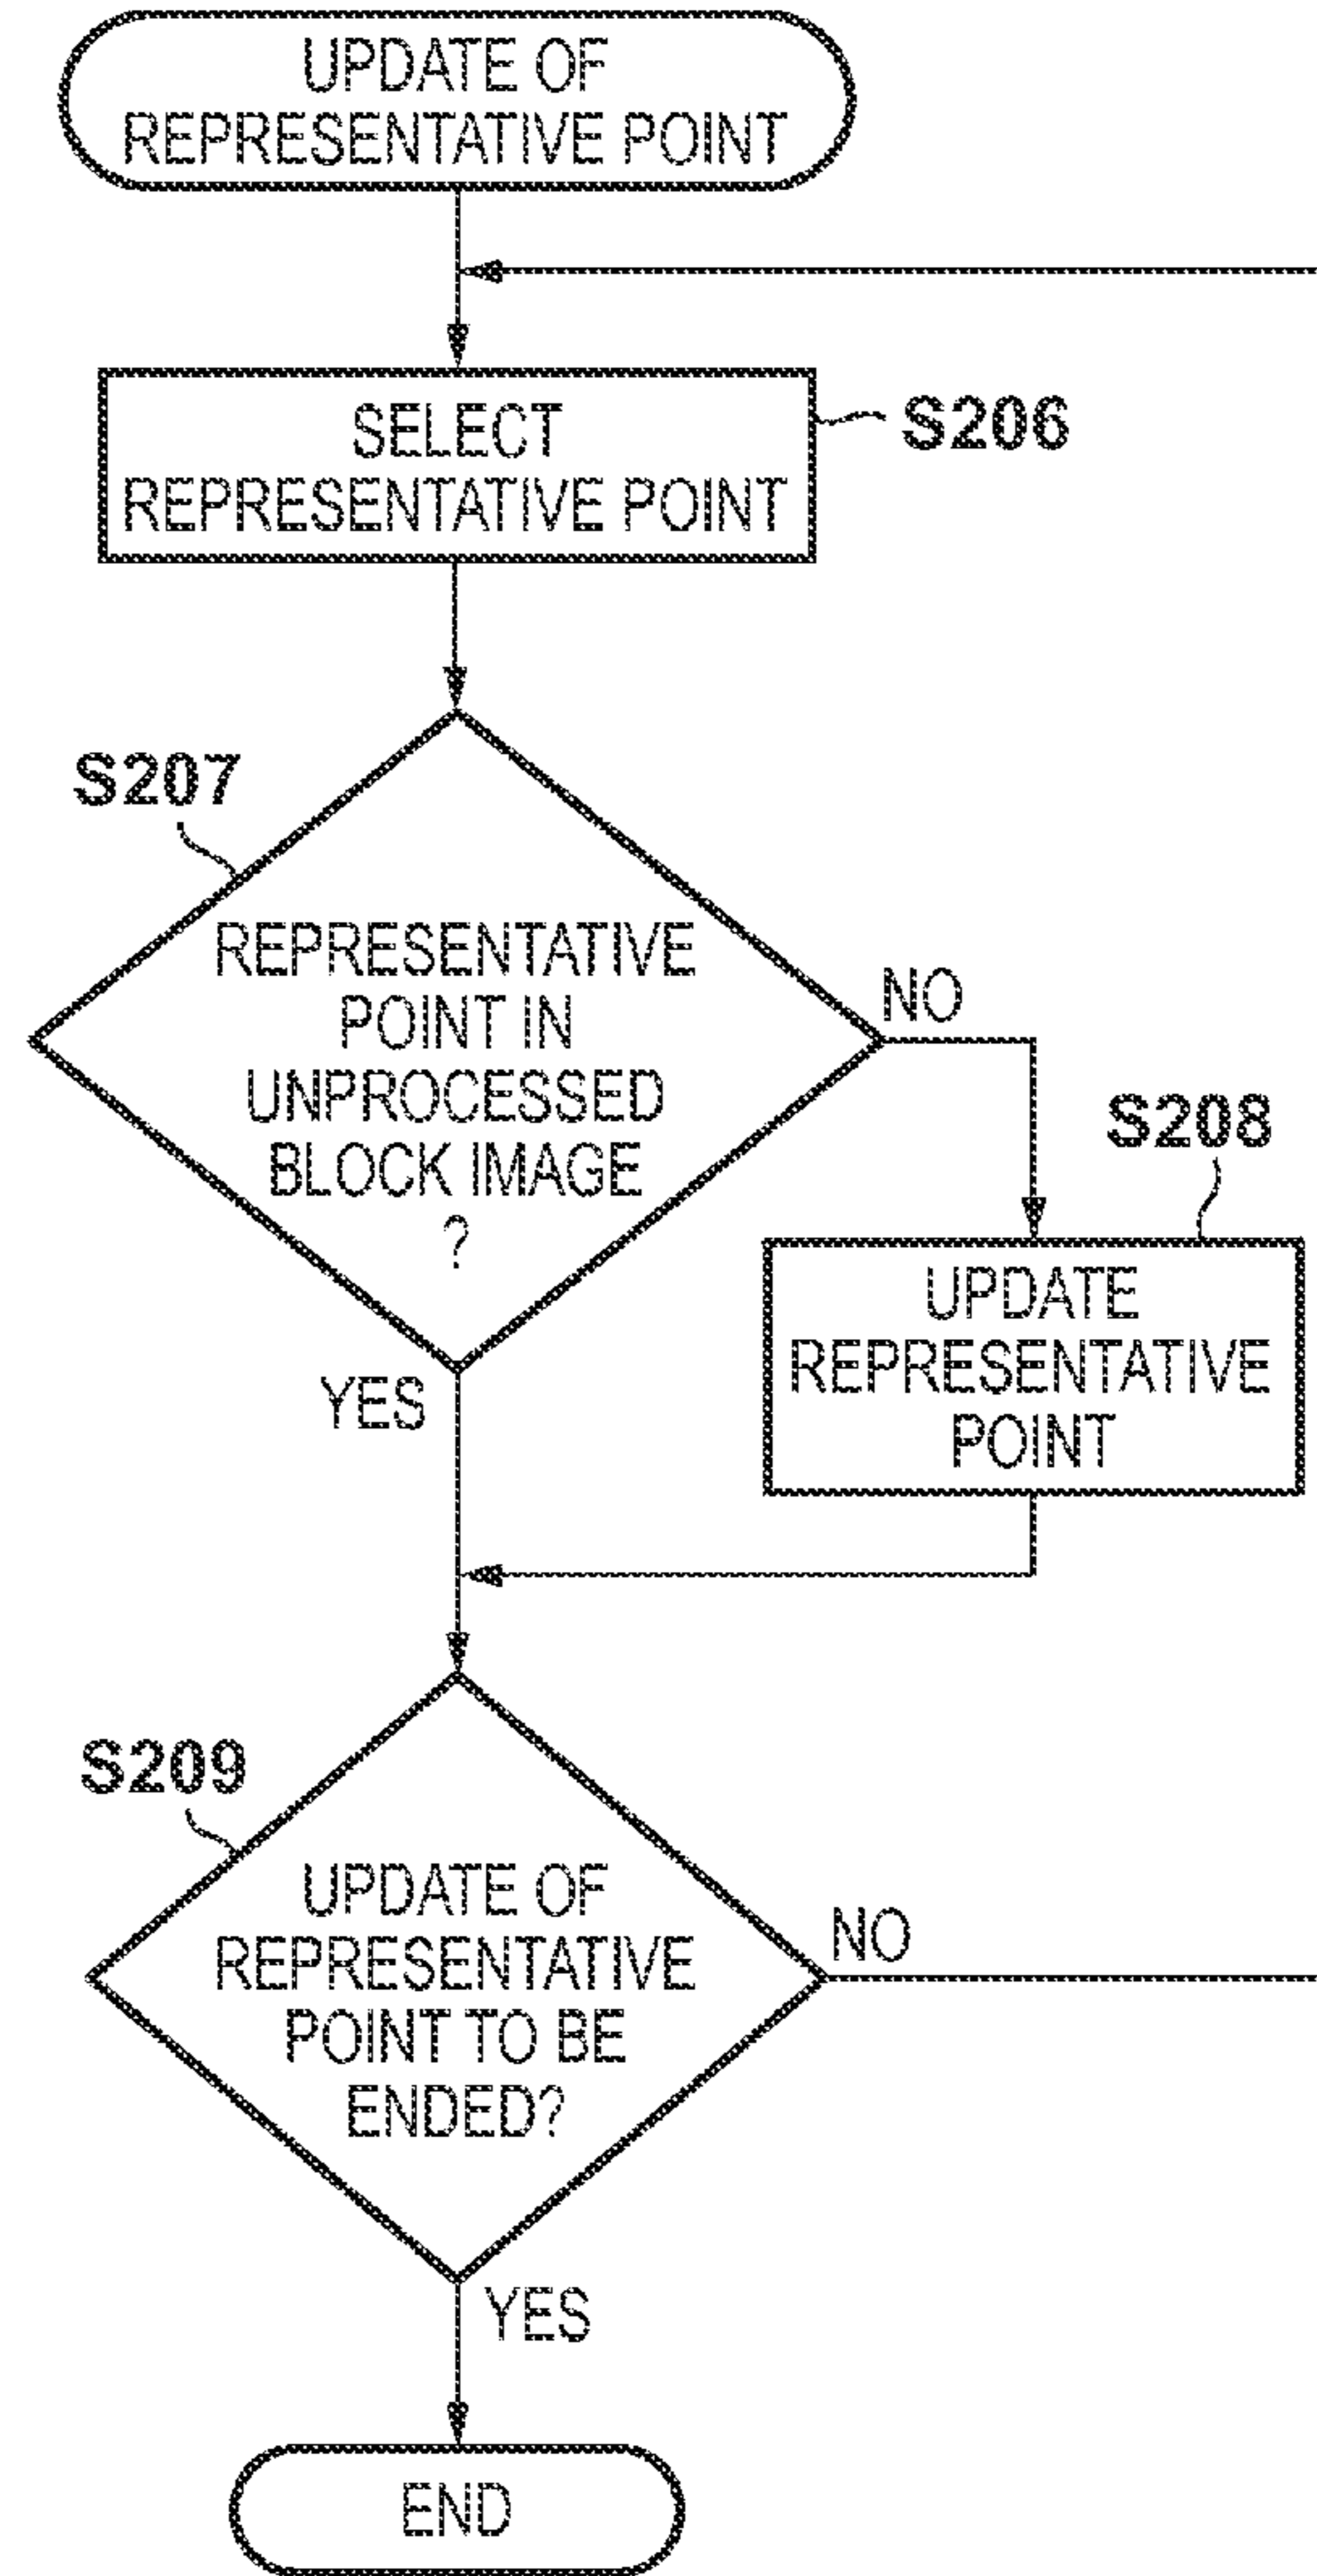 UPDATE OF
REPRESENTATIVE POINT
SELECT
REPRESENTATIVE POINT
S206
S207
REPRESENTATIVE
POINT IN
UNPROCESSED
BLOCK IMAGE
?
NO
YES
S208
UPDATE
REPRESENTATIVE
POINT
S209
UPDATE OF
REPRESENTATIVE
POINT TO BE
ENDED?
NO
YES
END